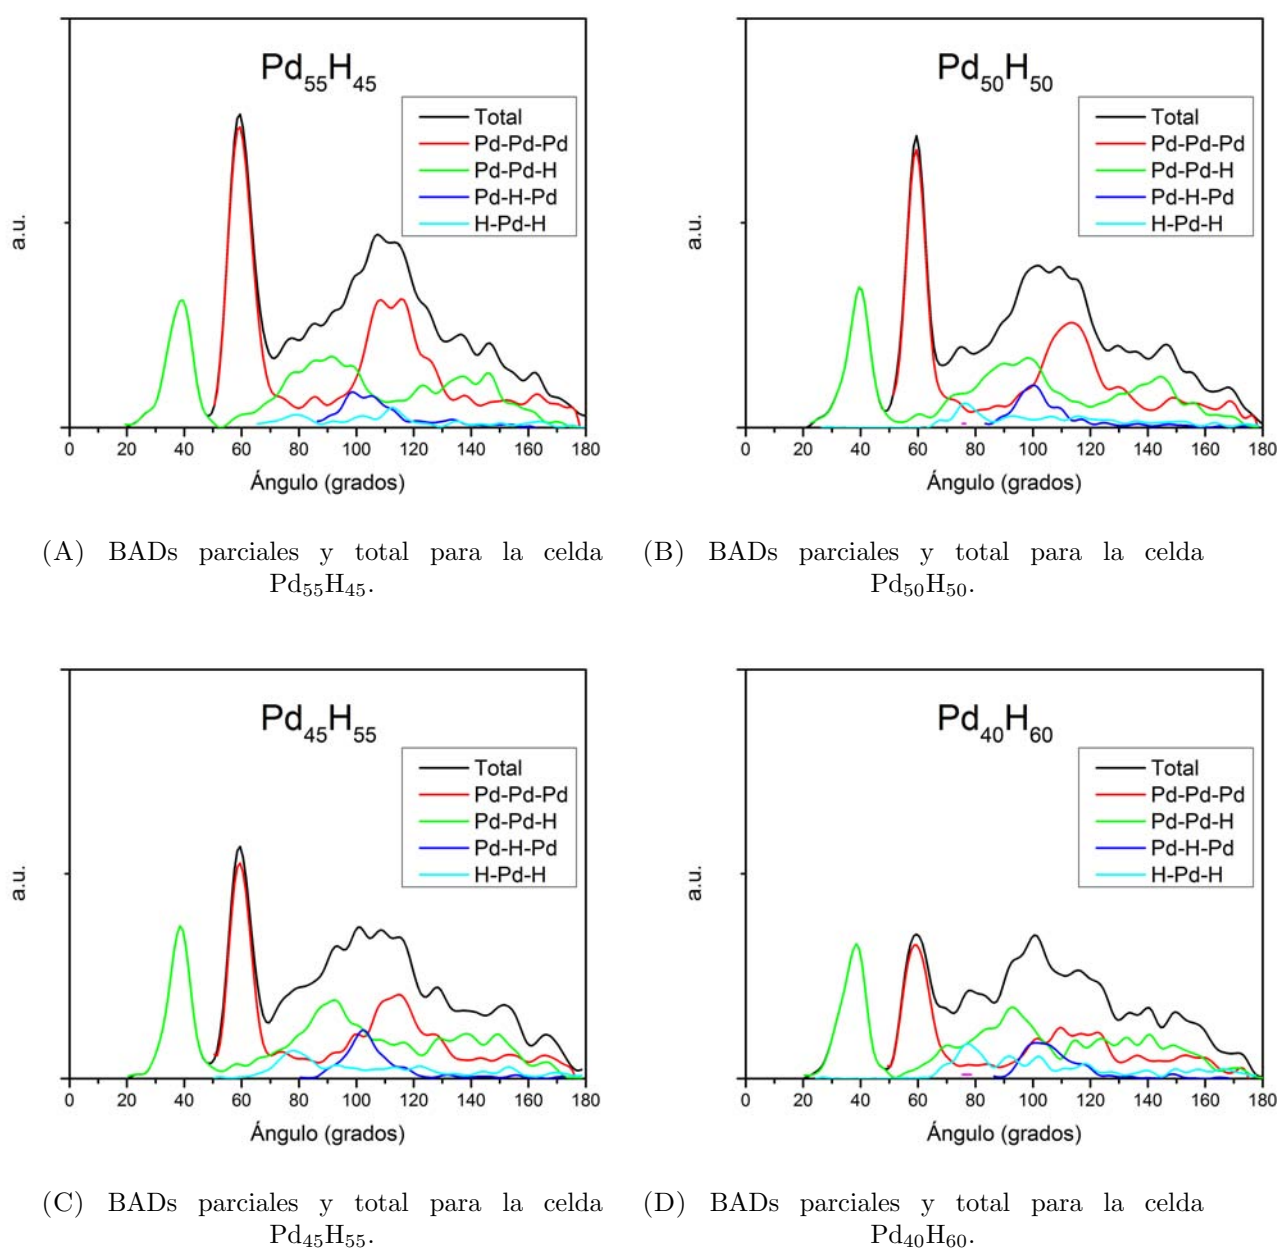 Pd55H45
Total
Pd-Pd-Pd
Pd-Pd-H
Pd-H-Pd
H-Pd-H
a.u.
0 20 40 60 80 100 120 140 160 180
Ángulo (grados)
(A) BADs parciales y total para la celda
Pd55H45.
Pd50H50
Total
Pd-Pd-Pd
Pd-Pd-H
Pd-H-Pd
H-Pd-H
a.u.
0 20 40 60 80 100 120 140 160 180
Ángulo (grados)
(B) BADs parciales y total para la celda
Pd50H50.
Pd45H55
Total
Pd-Pd-Pd
Pd-Pd-H
Pd-H-Pd
H-Pd-H
a.u.
0 20 40 60 80 100 120 140 160 180
Ángulo (grados)
(C) BADs parciales y total para la celda
Pd45H55.
Pd40H60
Total
Pd-Pd-Pd
Pd-Pd-H
Pd-H-Pd
H-Pd-H
a.u.
0 20 40 60 80 100 120 140 160 180
Ángulo (grados)
(D) BADs parciales y total para la celda
Pd40H60.